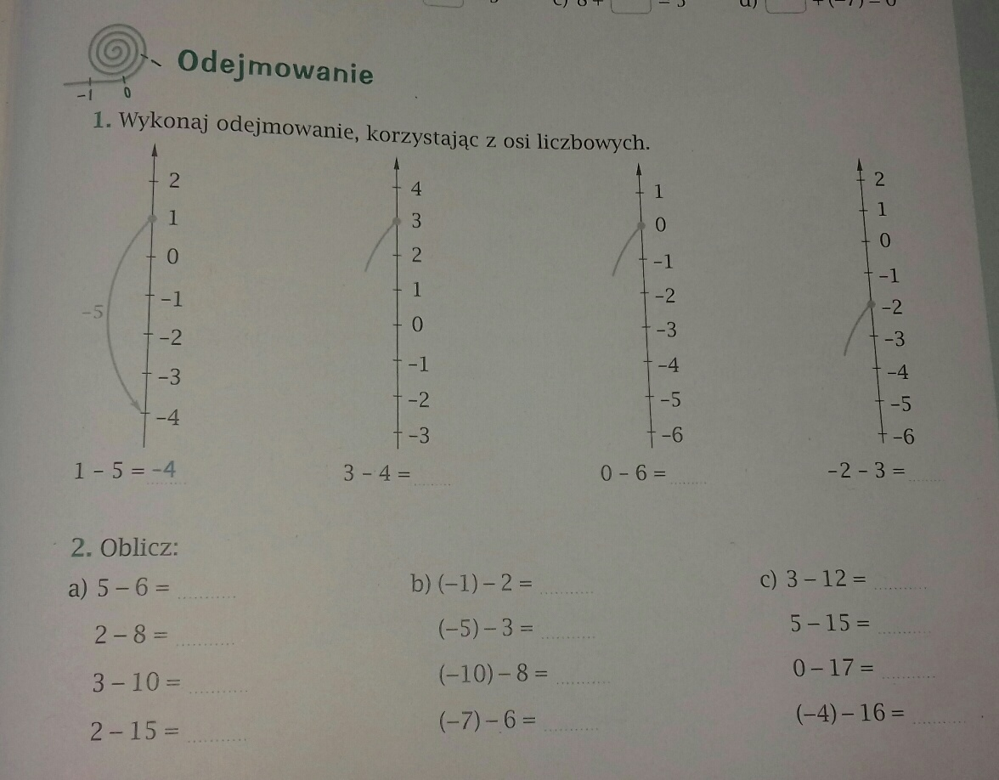 Odejmowanie
-1 0
1. Wykonaj odejmowanie, korzystając z osi liczbowych.
2 1 0 -1 -2 -3 -4
-5
4 3 2 1 0 -1 -2 -3
1 0 -1 -2 -3 -4 -5 -6
2 1 0 -1 -2 -3 -4 -5 -6
1 - 5 = -4
3 - 4 =
0 - 6 =
-2 - 3 =
2. Oblicz:
a) 5 - 6 =
2 - 8 =
3 - 10 =
2 - 15 =
b) (-1) - 2 =
(-5) - 3 =
(-10) - 8 =
(-7) - 6 =
c) 3 - 12 =
5 - 15 =
0 - 17 =
(-4) - 16 =